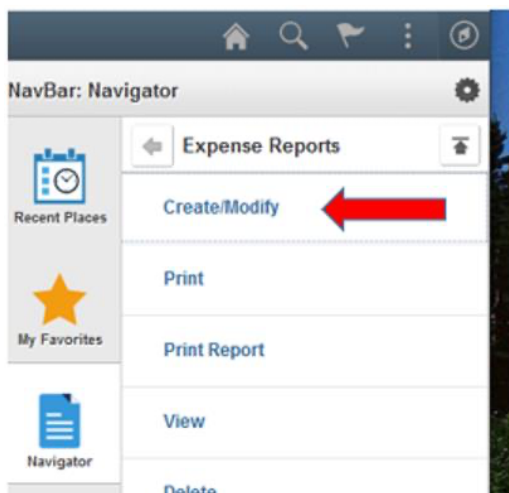 NavBar: Navigator
Expense Reports
Recent Places
Create/Modify
Print
My Favorites
Print Report
View
Navigator
Delete